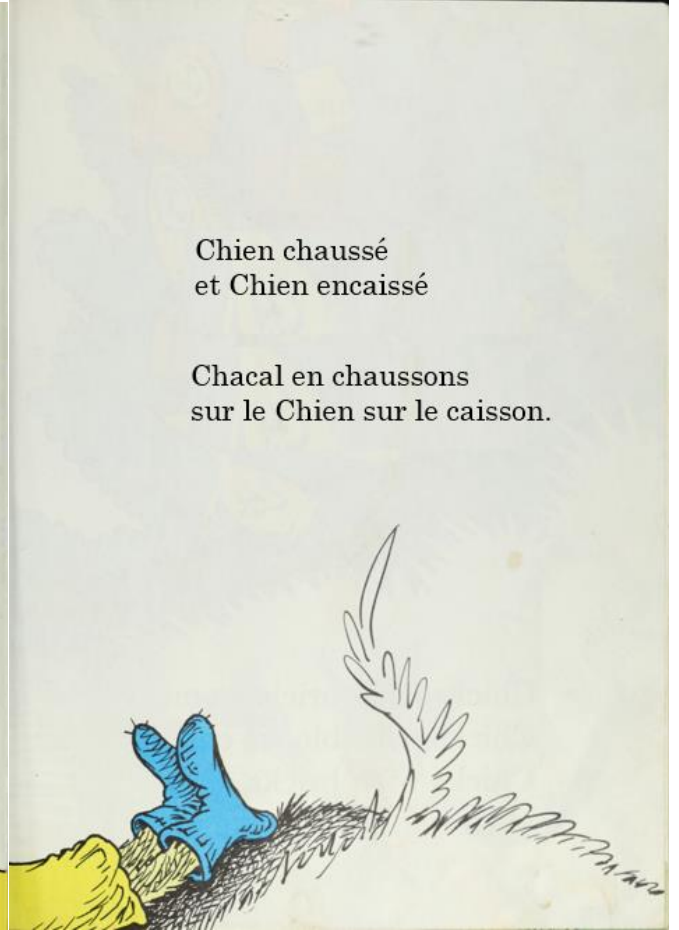 Chien chaussé
et Chien encaissé
Chacal en chaussons
sur le Chien sur le caisson.